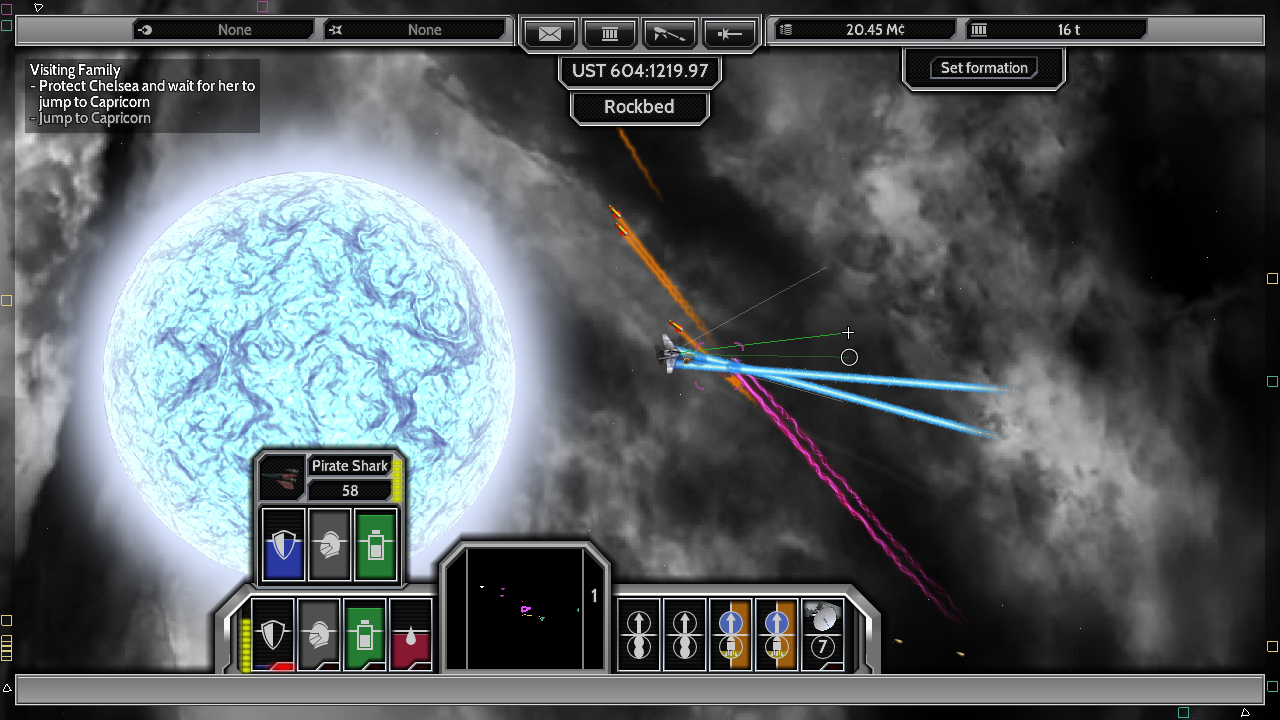 None
None
20.45 M¢
16 t
UST 604:1219.97
Set formation
Rockbed
Visiting Family
- Protect Chelsea and wait for her to
jump to Capricorn
- Jump to Capricorn
Pirate Shark
58
1
7